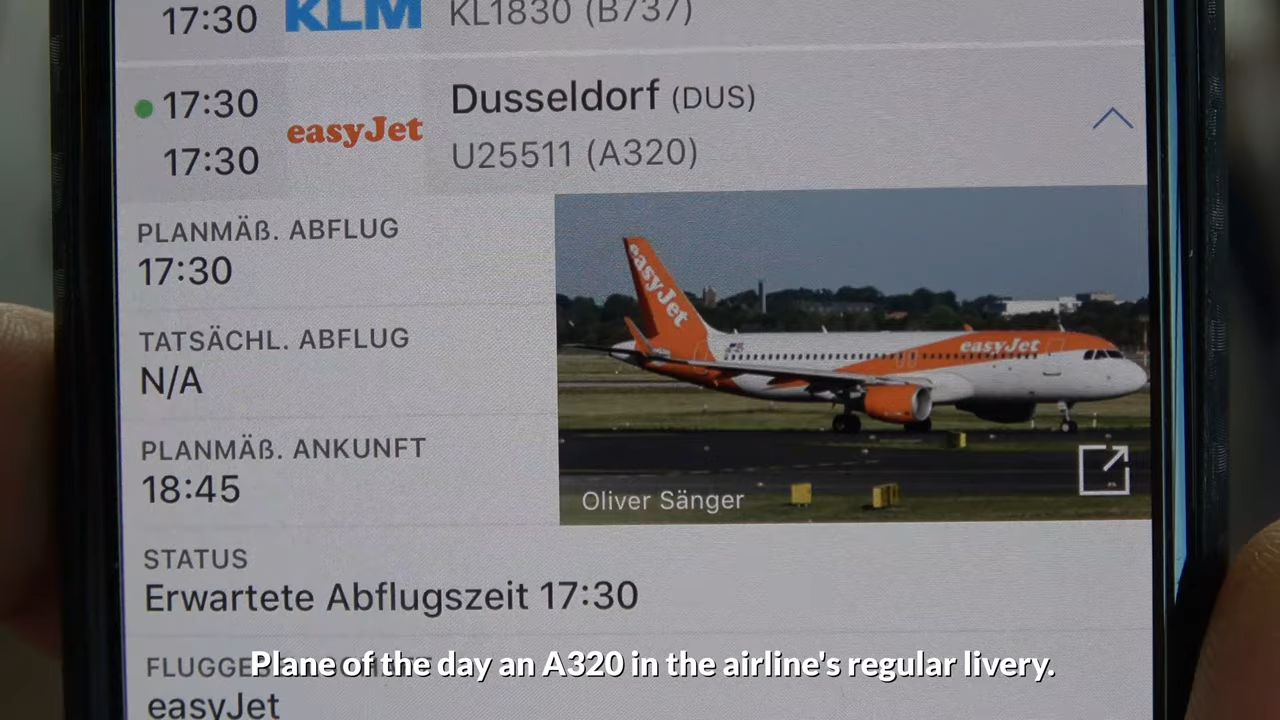 17:30 KLM KL1830 (B737)
17:30 easyJet Dusseldorf (DUS)
17:30 U25511 (A320)
PLANMÄß. ABFLUG
17:30
TATSÄCHL. ABFLUG
N/A
PLANMÄß. ANKUNFT
18:45
easyJet
easyJet
Oliver Sänger
STATUS
Erwartete Abflugszeit 17:30
Plane of the day an A320 in the airline's regular livery.
easyJet